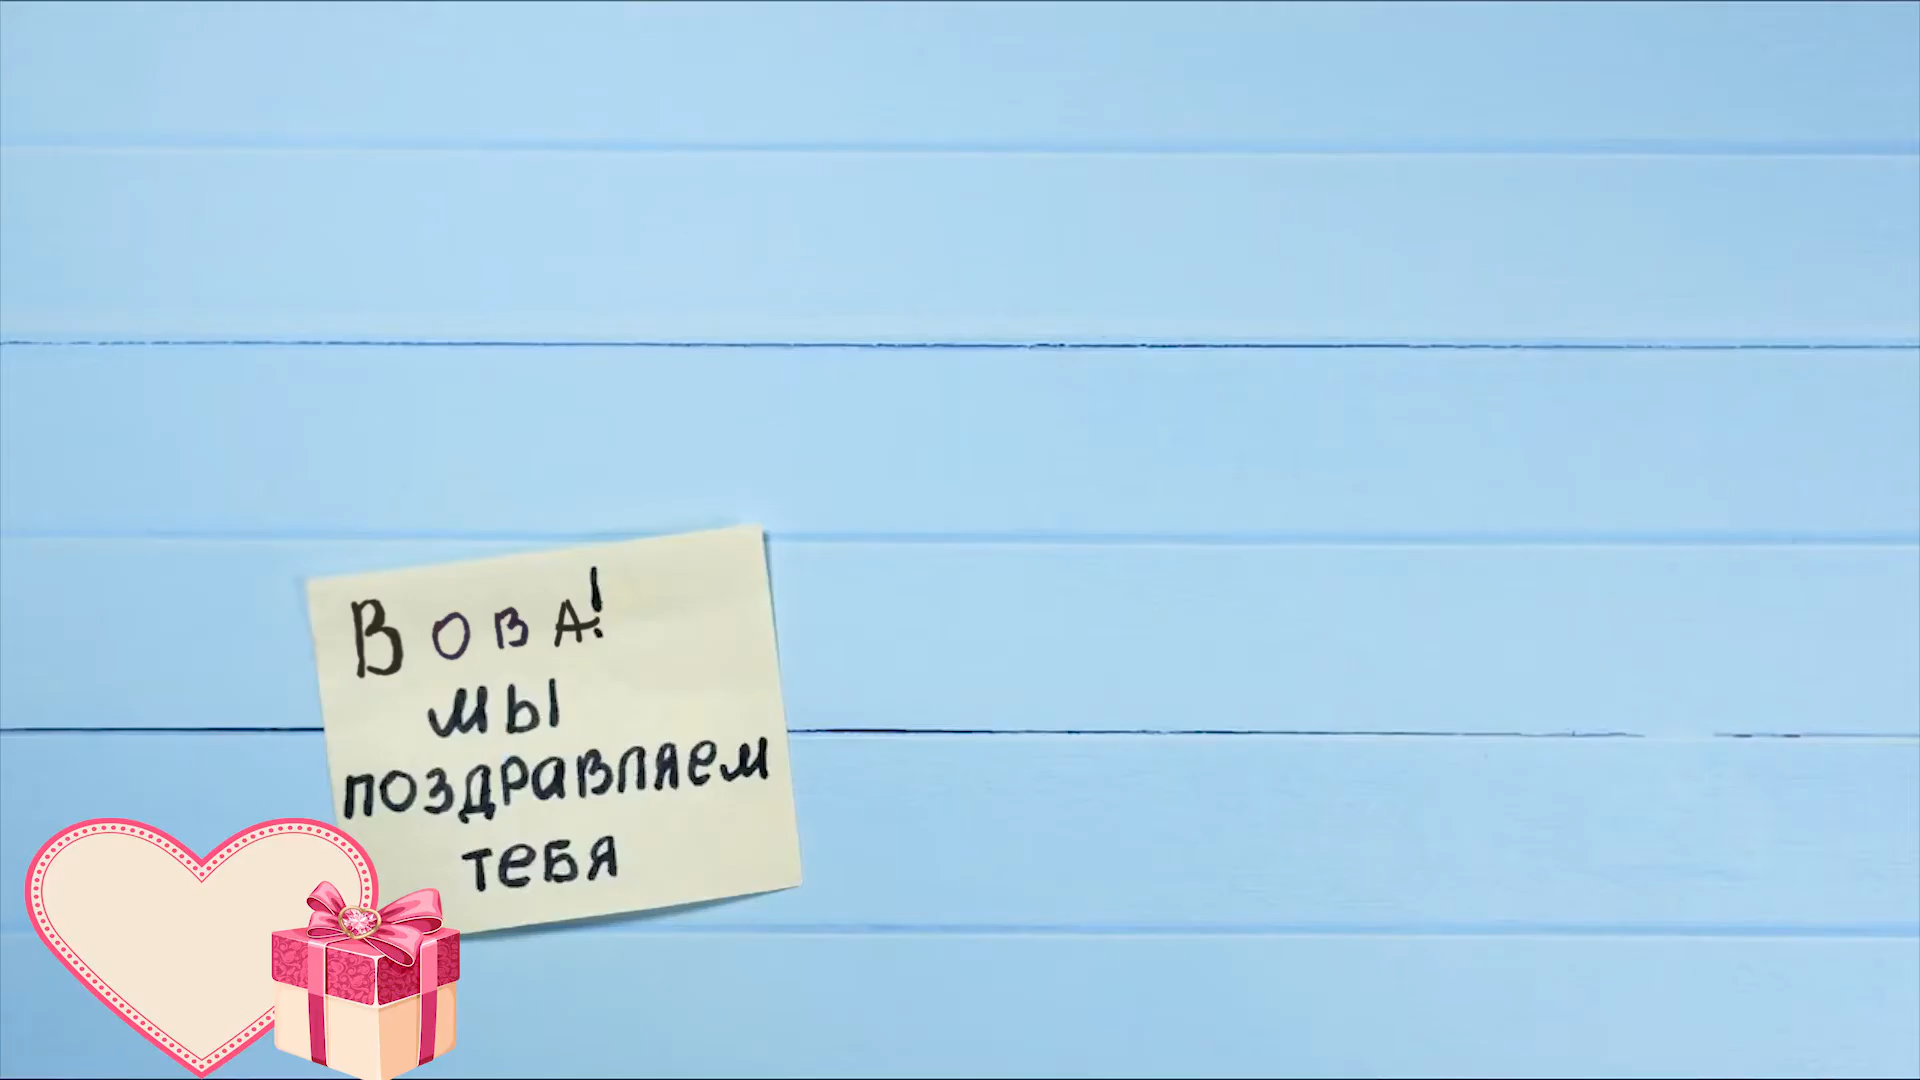 Вова!
мы
поздравляем
тебя